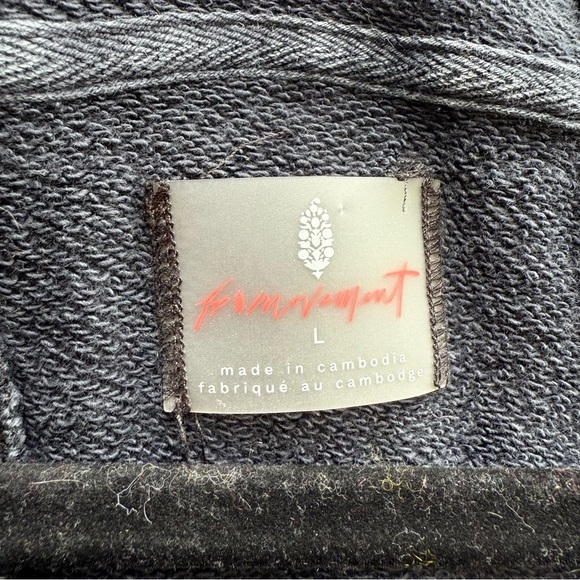 fpmovement
L
made in cambodia
fabriqué au cambodge